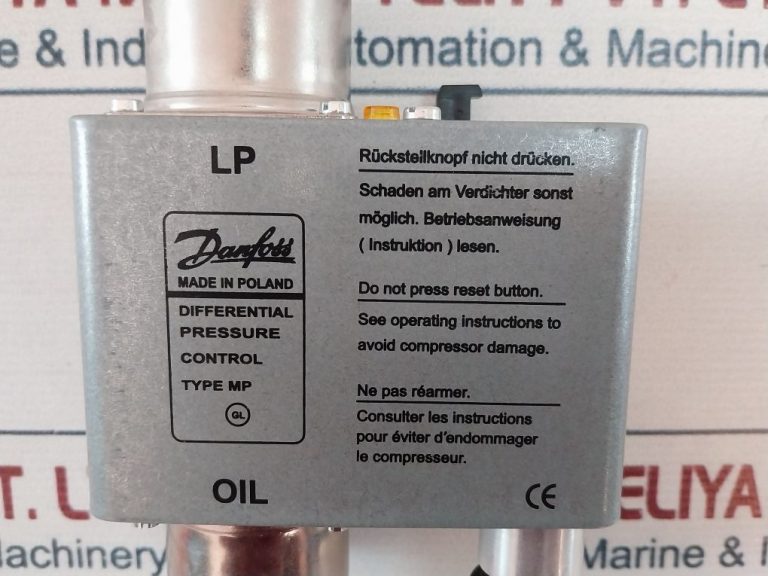 e & Ind
utomation & Machine
LP
Danfoss
MADE IN POLAND
DIFFERENTIAL
PRESSURE
CONTROL
TYPE MP
GL
OIL
Rücksteilknopf nicht drücken.
Schaden am Verdichter sonst
möglich. Betriebsanweisung
( Instruktion ) lesen.
Do not press reset button.
See operating instructions to
avoid compressor damage.
Ne pas réarmer.
Consulter les instructions
pour éviter d'endommager
le compresseur.
CE
T. L
ELIYA
achinery
Marine & I